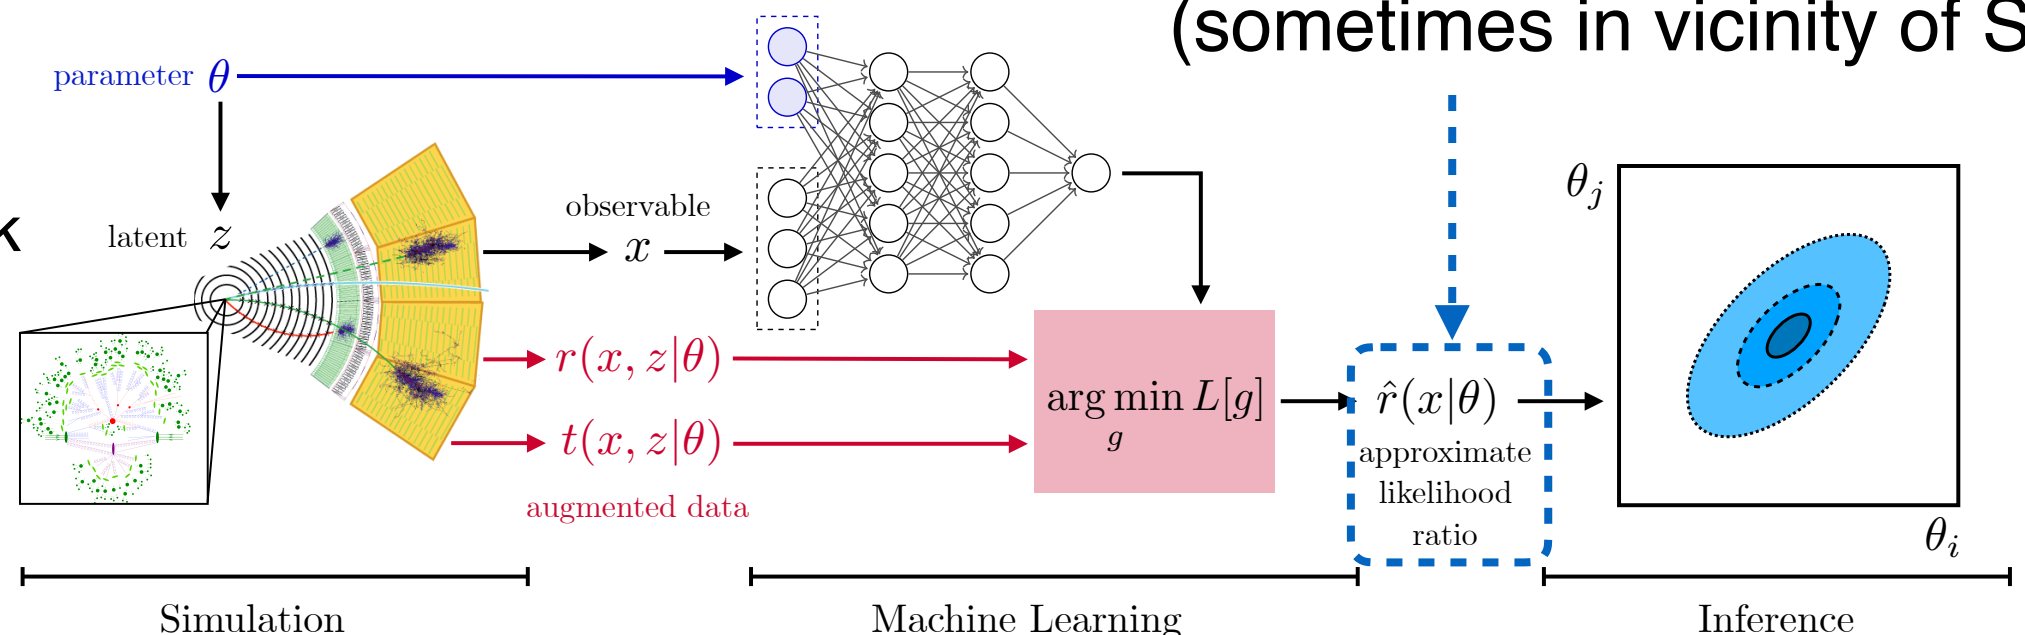 (sometimes in vicinity of S
parameter θ
k
latent z
observable
x
r(x, z|θ)
t(x, z|θ)
augmented data
arg min L[g]
g
r̂(x|θ)
approximate
likelihood
ratio
θj
θi
Simulation
Machine Learning
Inference